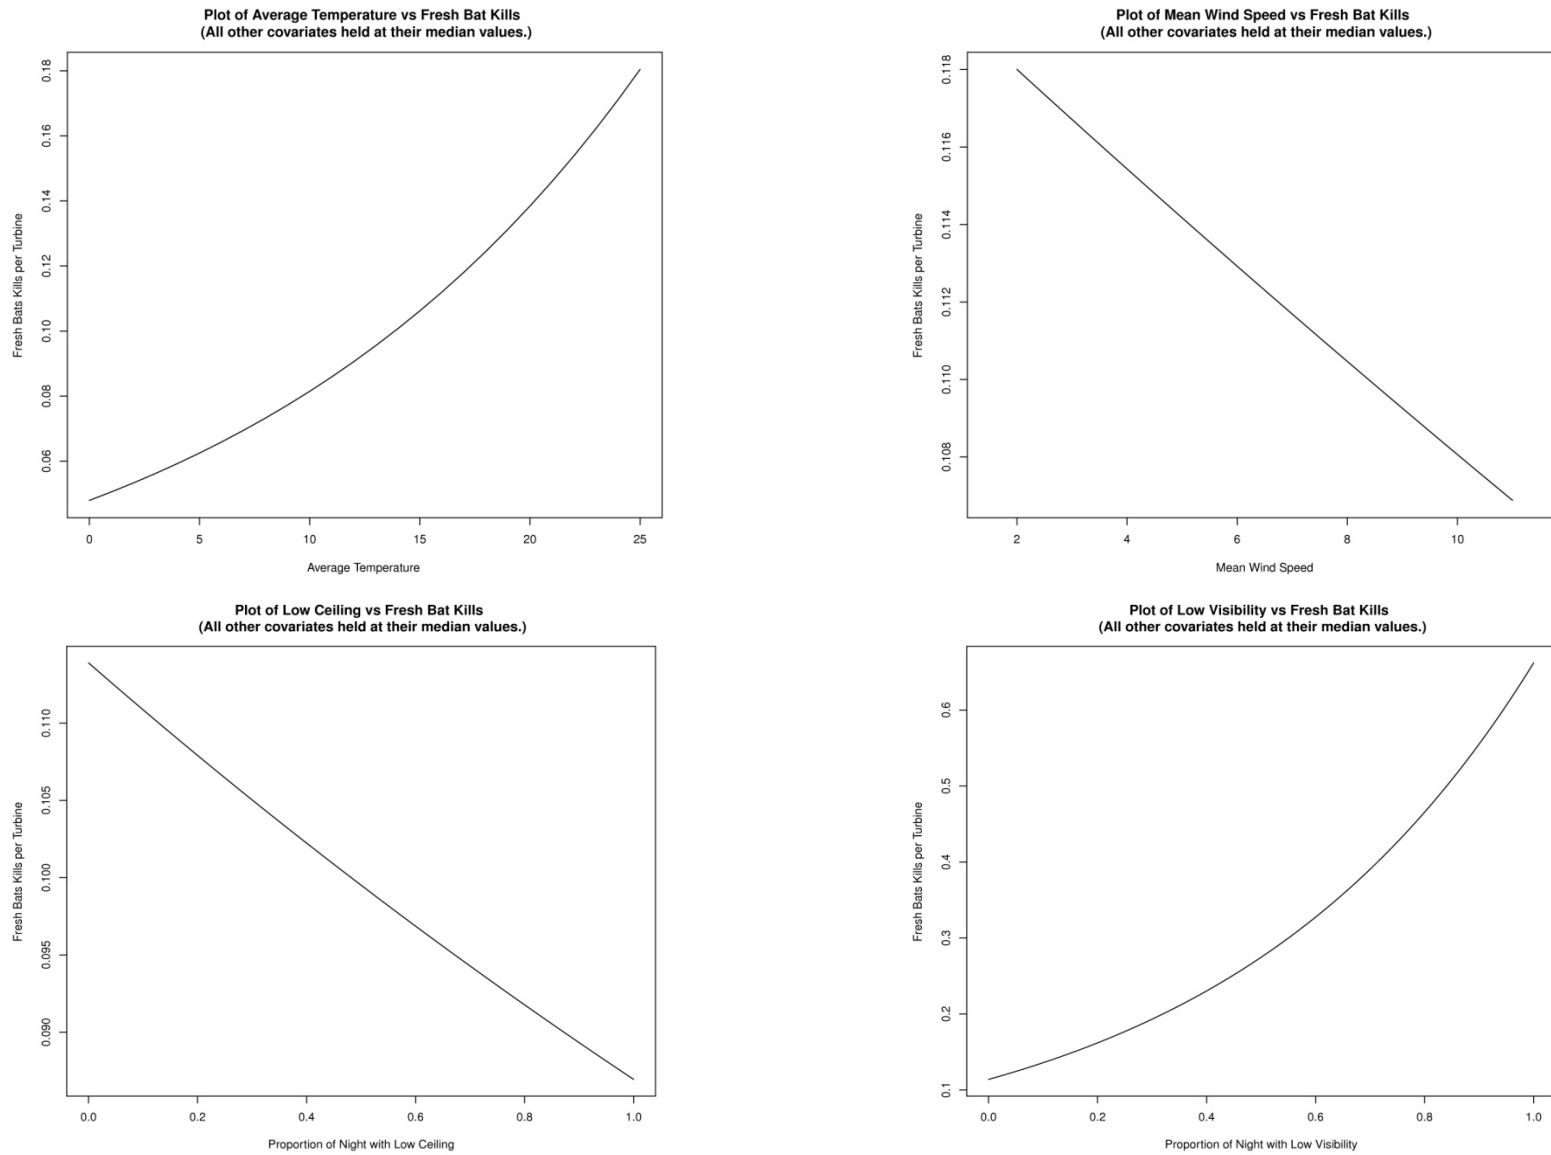 Plot of Average Temperature vs Fresh Bat Kills
(All other covariates held at their median values.)
Fresh Bats Kills per Turbine
0.18
0.16
0.14
0.12
0.10
0.08
0.06
0 5 10 15 20 25
Average Temperature
Plot of Mean Wind Speed vs Fresh Bat Kills
(All other covariates held at their median values.)
Fresh Bats Kills per Turbine
0.118
0.116
0.114
0.112
0.110
0.108
2 4 6 8 10
Mean Wind Speed
Plot of Low Ceiling vs Fresh Bat Kills
(All other covariates held at their median values.)
Fresh Bats Kills per Turbine
0.110
0.105
0.100
0.095
0.090
0.0 0.2 0.4 0.6 0.8 1.0
Proportion of Night with Low Ceiling
Plot of Low Visibility vs Fresh Bat Kills
(All other covariates held at their median values.)
Fresh Bats Kills per Turbine
0.6
0.5
0.4
0.3
0.2
0.1
0.0 0.2 0.4 0.6 0.8 1.0
Proportion of Night with Low Visibility